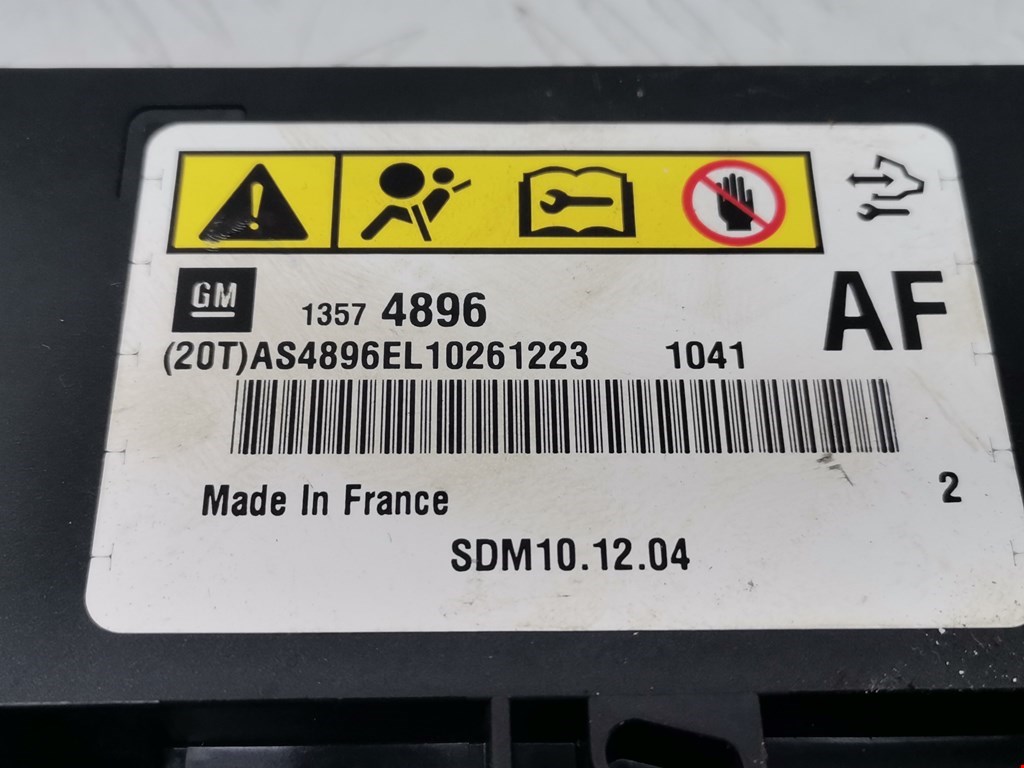 GM 1357 4896 AF
(20T)AS4896EL10261223 1041
Made In France 2
SDM10.12.04